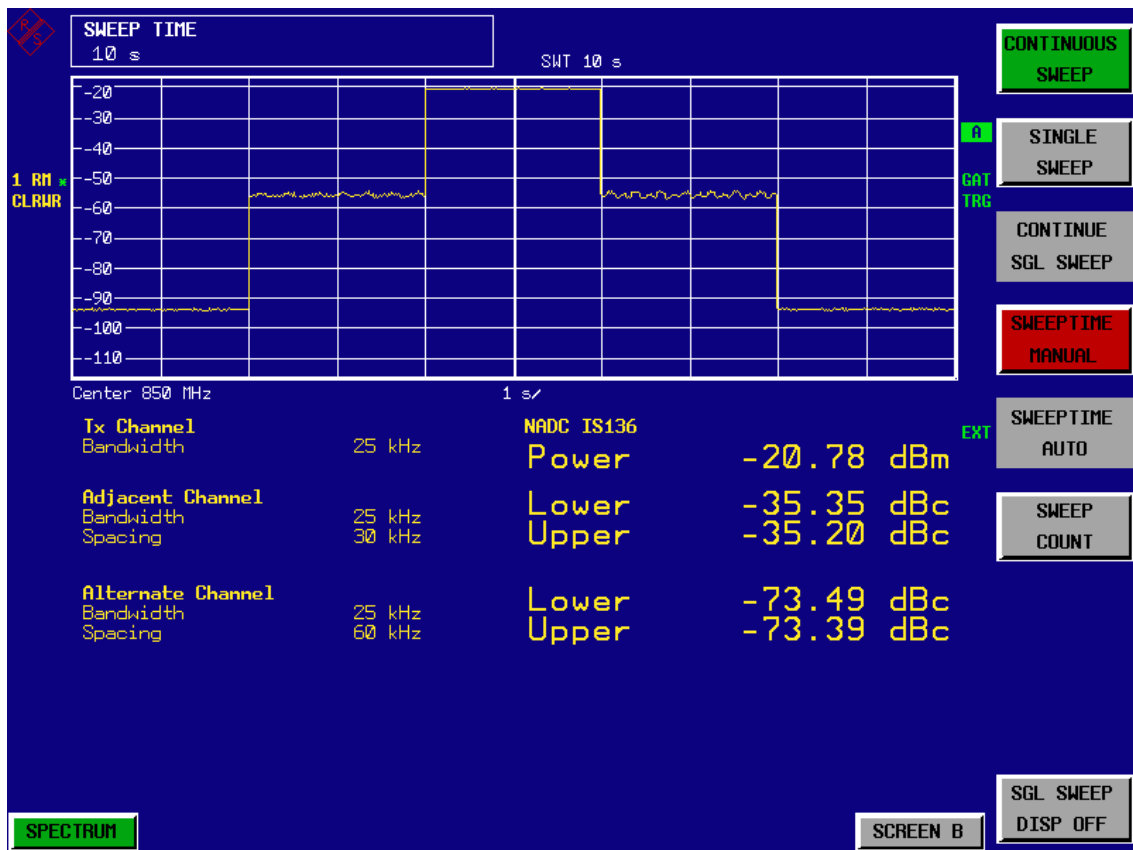 R
S
SWEEP TIME
10 s
SWT 10 s
-20
-30
-40
-50
-60
-70
-80
-90
-100
-110
1 RM *
CLRWR
A
GAT
TRG
Center 850 MHz
1 s/
Tx Channel
Bandwidth 25 kHz
NADC IS136
Power -20.78 dBm
EXT
Adjacent Channel
Bandwidth 25 kHz
Spacing 30 kHz
Lower -35.35 dBc
Upper -35.20 dBc
Alternate Channel
Bandwidth 25 kHz
Spacing 60 kHz
Lower -73.49 dBc
Upper -73.39 dBc
CONTINUOUS
SWEEP
SINGLE
SWEEP
CONTINUE
SGL SWEEP
SWEEPTIME
MANUAL
SWEEPTIME
AUTO
SWEEP
COUNT
SGL SWEEP
DISP OFF
SPECTRUM
SCREEN B